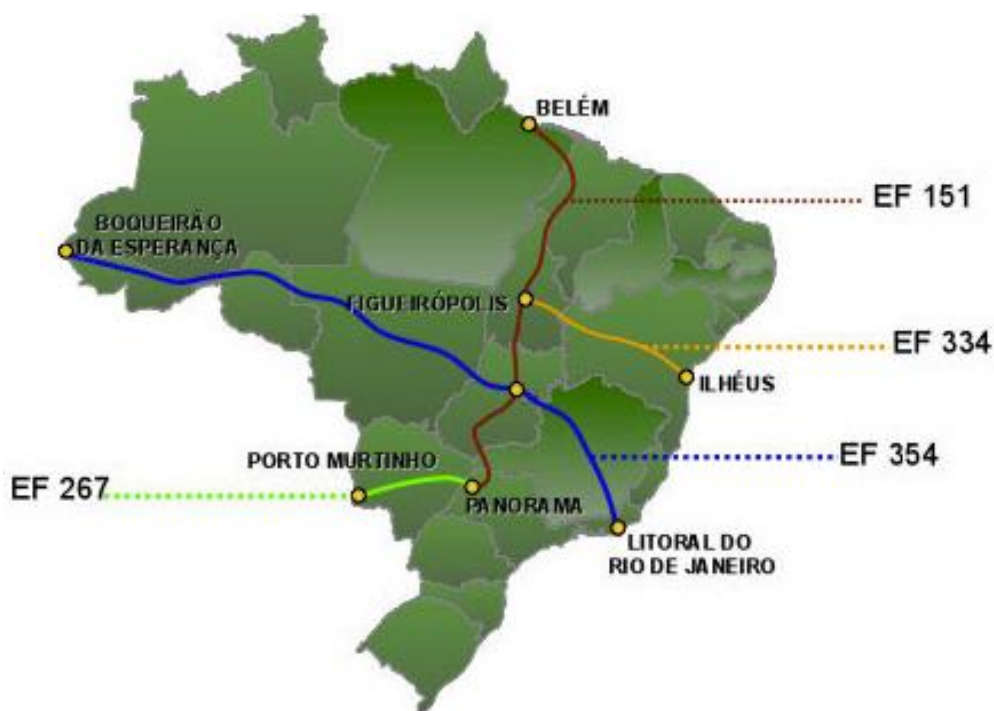 BELÉM
EF 151
BOQUEIRÃO
DA ESPERANÇA
FIGUEIRÓPOLIS
EF 334
ILHÉUS
PORTO MURTINHO
EF 354
EF 267
PANORAMA
LITORAL DO
RIO DE JANEIRO